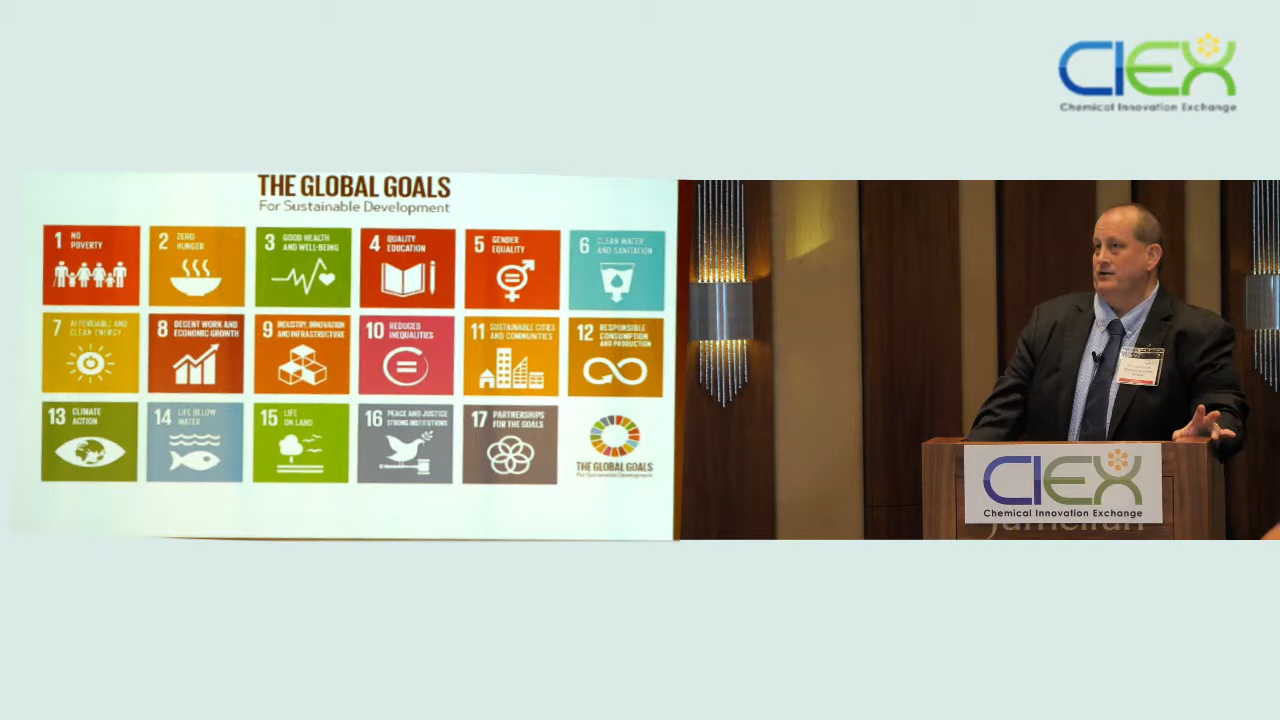 CIEX
Chemical Innovation Exchange
THE GLOBAL GOALS
For Sustainable Development
1 NO
POVERTY
2 ZERO
HUNGER
3 GOOD HEALTH
AND WELL-BEING
4 QUALITY
EDUCATION
5 GENDER
EQUALITY
6 CLEAN WATER
AND SANITATION
7 AFFORDABLE AND
CLEAN ENERGY
8 DECENT WORK AND
ECONOMIC GROWTH
9 INDUSTRY, INNOVATION
AND INFRASTRUCTURE
10 REDUCED
INEQUALITIES
11 SUSTAINABLE CITIES
AND COMMUNITIES
12 RESPONSIBLE
CONSUMPTION
AND PRODUCTION
13 CLIMATE
ACTION
14 LIFE BELOW
WATER
15 LIFE
ON LAND
16 PEACE AND JUSTICE
STRONG INSTITUTIONS
17 PARTNERSHIPS
FOR THE GOALS
THE GLOBAL GOALS
For Sustainable Development
CIEX
Chemical Innovation Exchange